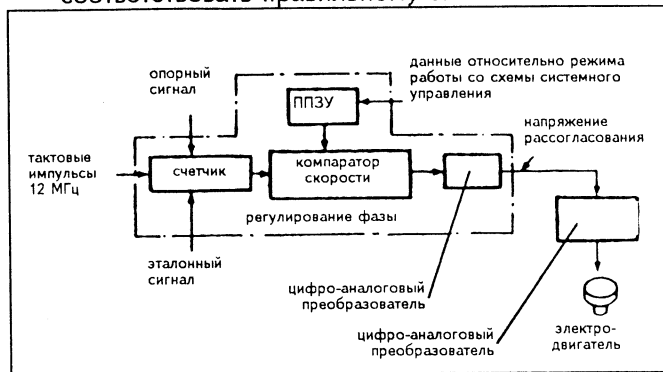 опорный
сигнал
данные относительно режима
работы со схемы системного
управления
ППЗУ
напряжение
рассогласования
тактовые
импульсы
12 МГц
счетчик
компаратор
скорости
регулирование фазы
эталонный
сигнал
цифро-аналоговый
преобразователь
цифро-аналоговый
преобразователь
электро-
двигатель